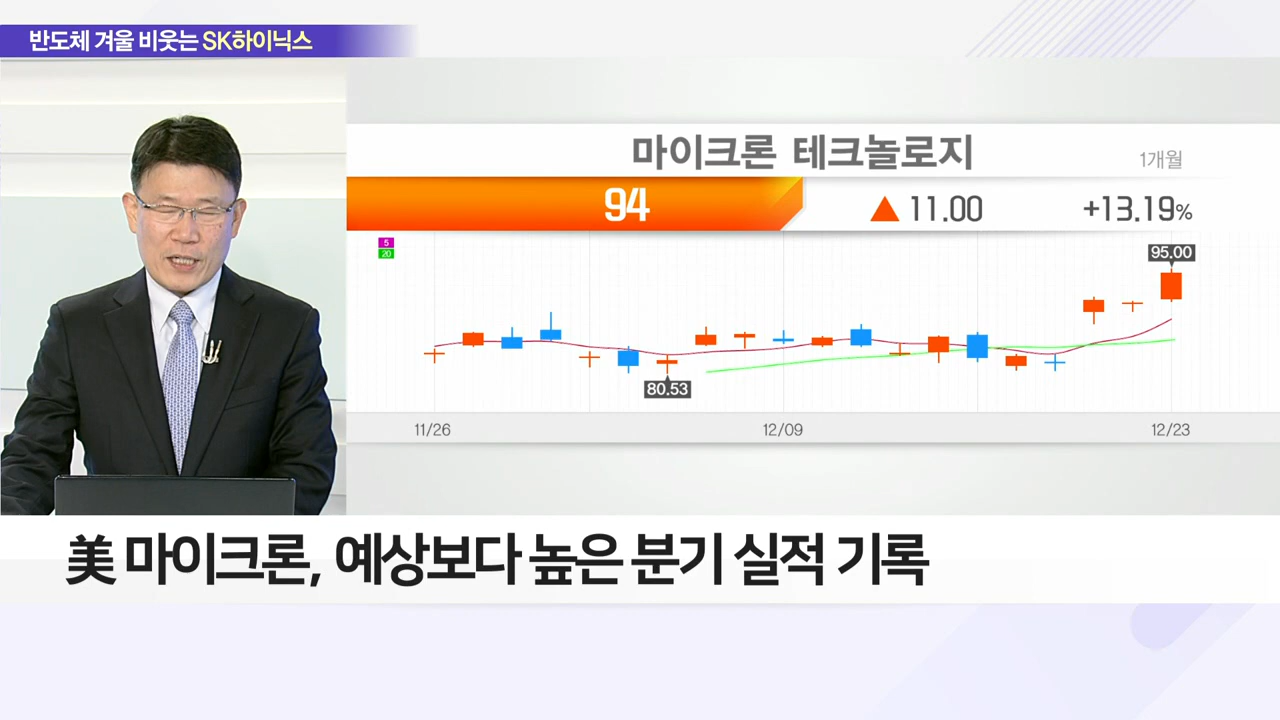 반도체 겨울 비웃는 SK하이닉스
마이크론 테크놀로지
1개월
94
▲ 11.00
+13.19%
5
20
95.00
80.53
11/26
12/09
12/23
美 마이크론, 예상보다 높은 분기 실적 기록